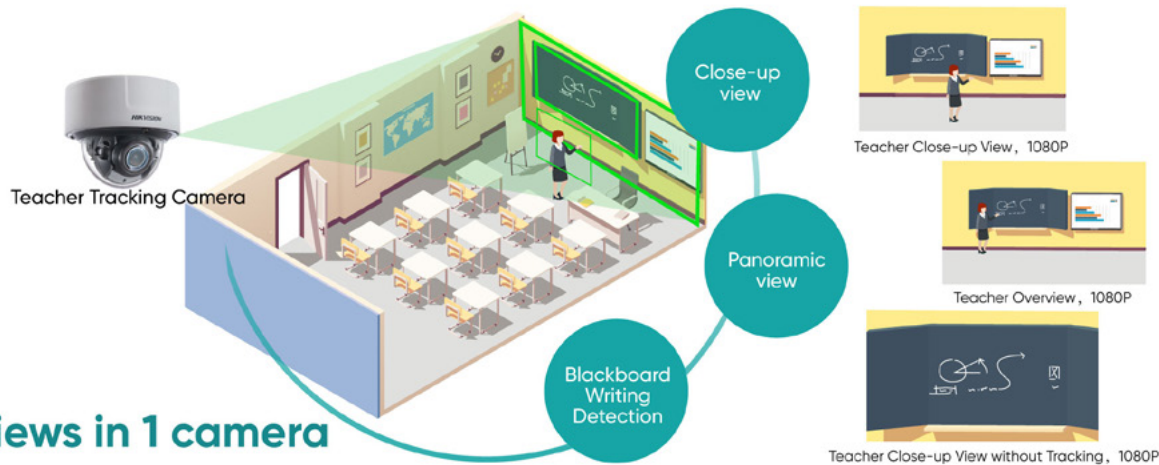 HIKVISION
Teacher Tracking Camera
Close-up
view
Panoramic
view
Blackboard
Writing
Detection
iews in 1 camera
Teacher Close-up View, 1080P
Teacher Overview, 1080P
Teacher Close-up View without Tracking, 1080P